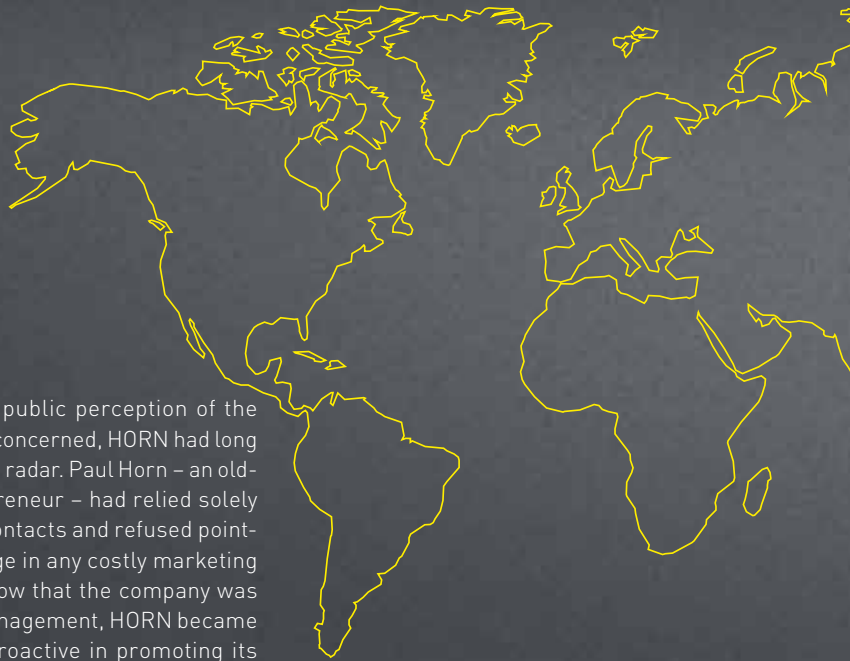 public perception of the
concerned, HORN had long
radar. Paul Horn – an old-
reneur – had relied solely
ontacts and refused point-
ge in any costly marketing
ow that the company was
nagement, HORN became
roactive in promoting its